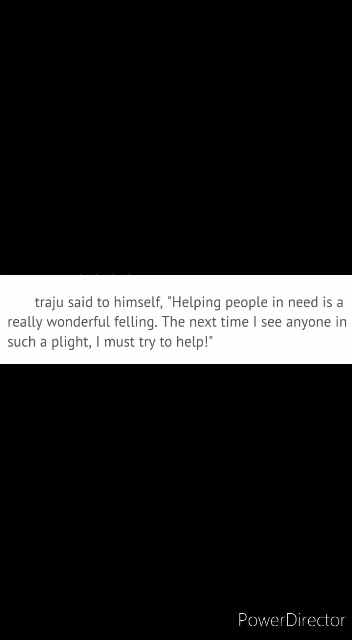 traju said to himself, "Helping people in need is a
really wonderful felling. The next time I see anyone in
such a plight, I must try to help!"
PowerDirector